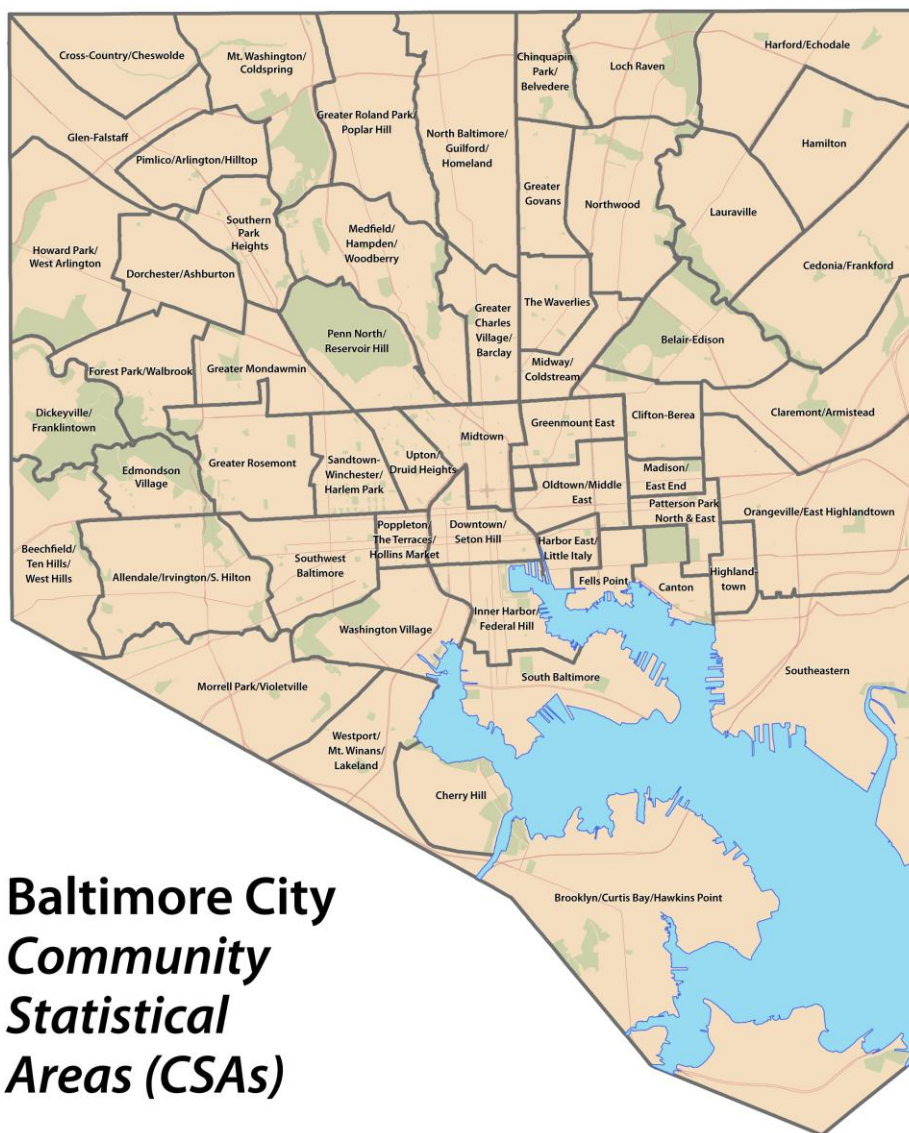 Cross-Country/Cheswolde
Mt. Washington/
Coldspring
Chinquapin
Park/
Belvedere
Loch Raven
Harford/Echodale
Greater Roland Park/
Poplar Hill
North Baltimore/
Guilford/
Homeland
Glen-Falstaff
Pimlico/Arlington/Hilltop
Hamilton
Greater
Govans
Northwood
Lauraville
Southern
Park
Heights
Medfield/
Hampden/
Woodberry
Howard Park/
West Arlington
Dorchester/Ashburton
Cedonia/Frankford
The Waverlies
Greater
Charles
Village/
Barclay
Penn North/
Reservoir Hill
Belair-Edison
Midway/
Coldstream
Forest Park/Walbrook
Greater Mondawmin
Dickeyville/
Franklintown
Clifton-Berea
Claremont/Armistead
Greenmount East
Midtown
Upton/
Druid Heights
Edmondson
Village
Greater Rosemont
Sandtown-
Winchester/
Harlem Park
Madison/
East End
Oldtown/Middle
East
Patterson Park
North & East
Orangeville/East Highlandtown
Poppleton/
The Terraces/
Hollins Market
Downtown/
Seton Hill
Harbor East/
Little Italy
Beechfield/
Ten Hills/
West Hills
Allendale/Irvington/S. Hilton
Southwest
Baltimore
Fells Point
Canton
Highland-
town
Inner Harbor/
Federal Hill
Washington Village
South Baltimore
Southeastern
Morrell Park/Violetville
Westport/
Mt. Winans/
Lakeland
Cherry Hill
Brooklyn/Curtis Bay/Hawkins Point
Baltimore City
Community
Statistical
Areas (CSAs)